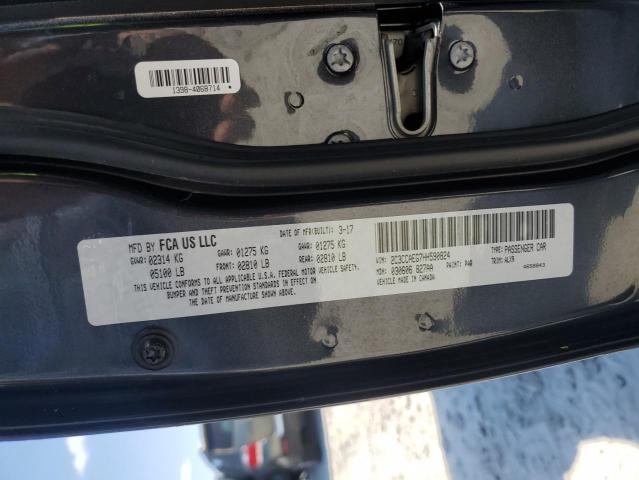 1398-4069714
MFD BY FCA US LLC
DATE OF MFR(BUILT): 3-17
GVWR: 02314 KG GAWR: 01275 KG GAWR: 01275 KG
05100 LB FRONT: 02810 LB REAR: 02810 LB
THIS VEHICLE CONFORMS TO ALL APPLICABLE U.S.A. FEDERAL MOTOR VEHICLE SAFETY,
BUMPER AND THEFT PREVENTION STANDARDS IN EFFECT ON
THE DATE OF MANUFACTURE SHOWN ABOVE.
VIN: 2C3CCAEG7HH590824
TYPE: PASSENGER CAR
MDH: 030606 827AA PAINT: TRIM: ALX9
VEHICLE MADE IN CANADA